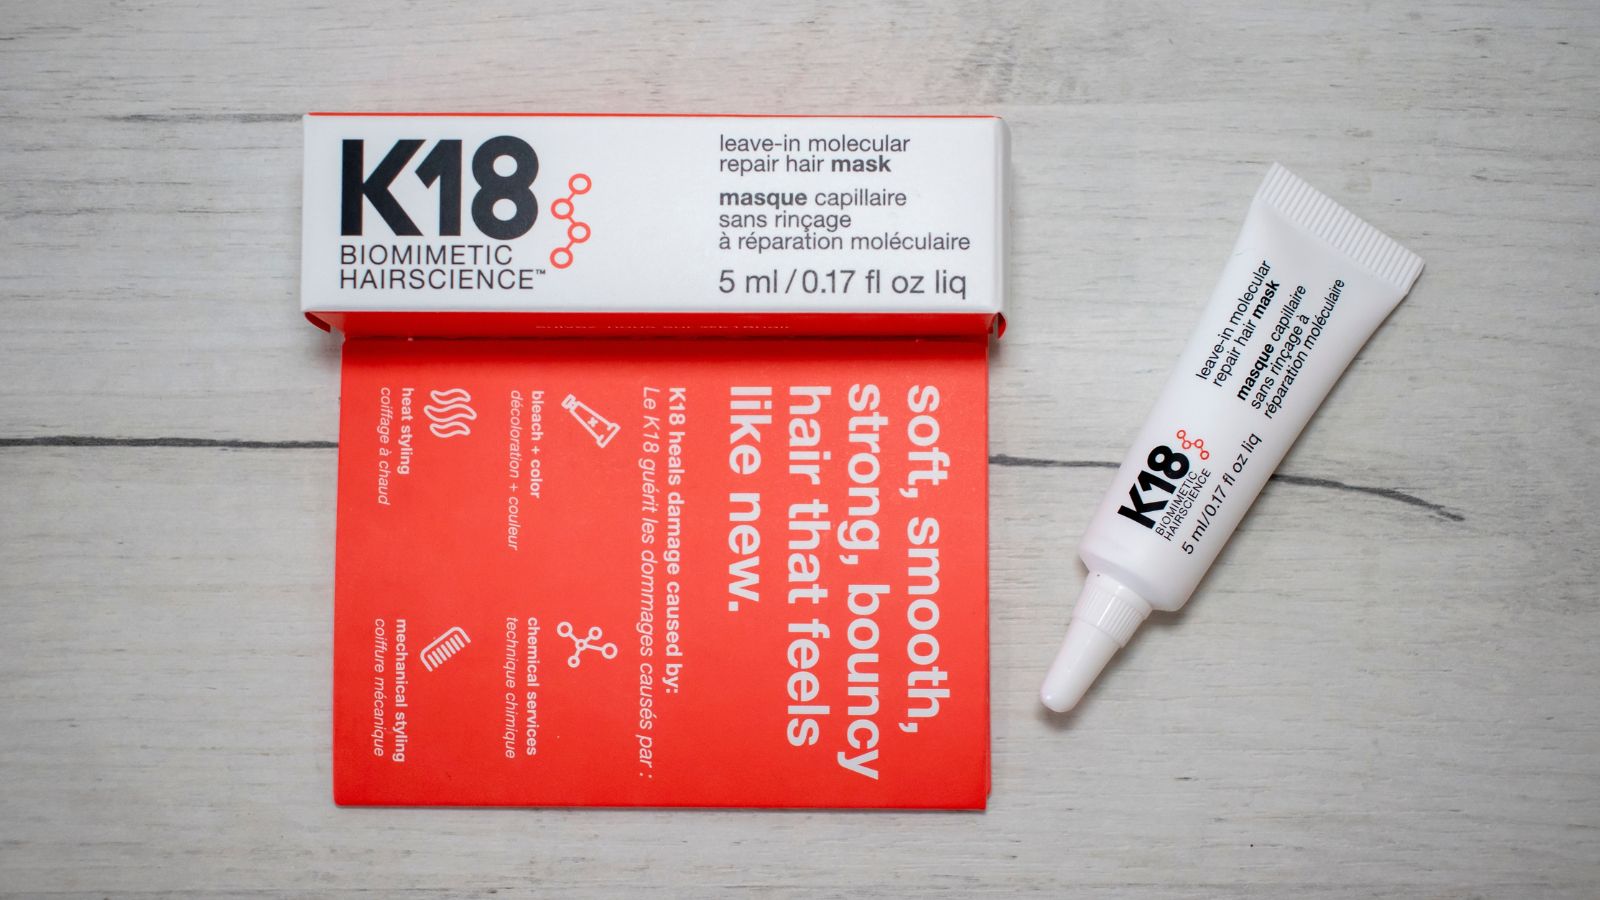 K18
BIOMIMETIC
HAIRSCIENCE™
leave-in molecular
repair hair mask
masque capillaire
sans rinçage
à réparation moléculaire
5 ml / 0.17 fl oz liq
soft, smooth,
strong, bouncy
hair that feels
like new.
K18 heals damage caused by:
Le K18 guérit les dommages causés par :
bleach + color
décoloration + couleur
chemical services
technique chimique
heat styling
coiffage à chaud
mechanical styling
coiffure mécanique
leave-in molecular
repair hair mask
masque capillaire
sans rinçage à
réparation moléculaire
K18
BIOMIMETIC
HAIRSCIENCE
5 ml/0.17 fl oz liq